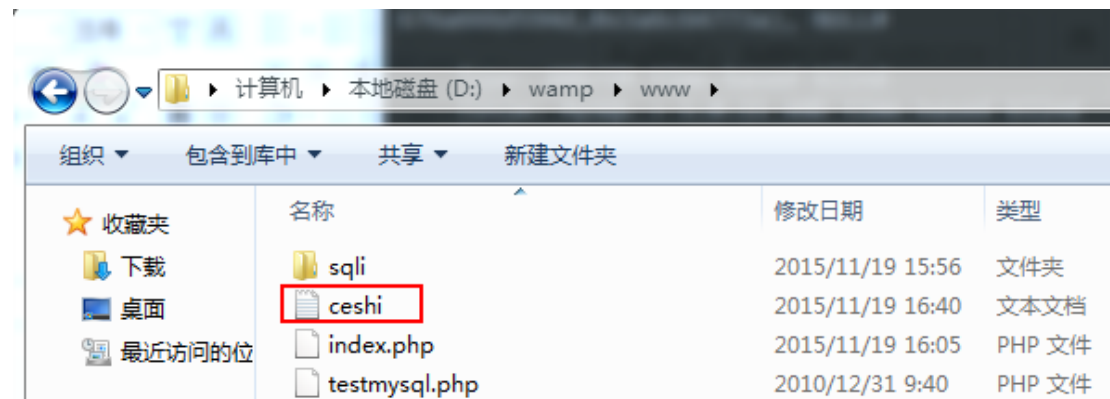 计算机 本地磁盘 (D:) wamp www
组织 包含到库中 共享 新建文件夹
名称 修改日期 类型
收藏夹
下载
桌面
最近访问的位
sqli 2015/11/19 15:56 文件夹
ceshi 2015/11/19 16:40 文本文档
index.php 2015/11/19 16:05 PHP 文件
testmysql.php 2010/12/31 9:40 PHP 文件